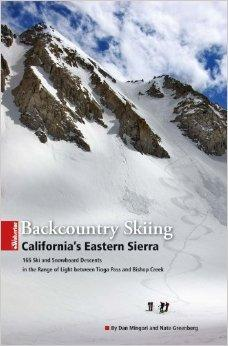 Backcountry Skiing
California's Eastern Sierra
165 Ski and Snowboard Descents
in the Range of Light between Tioga Pass and Bishop Creek
By Dan Mingori and Nate Greenberg